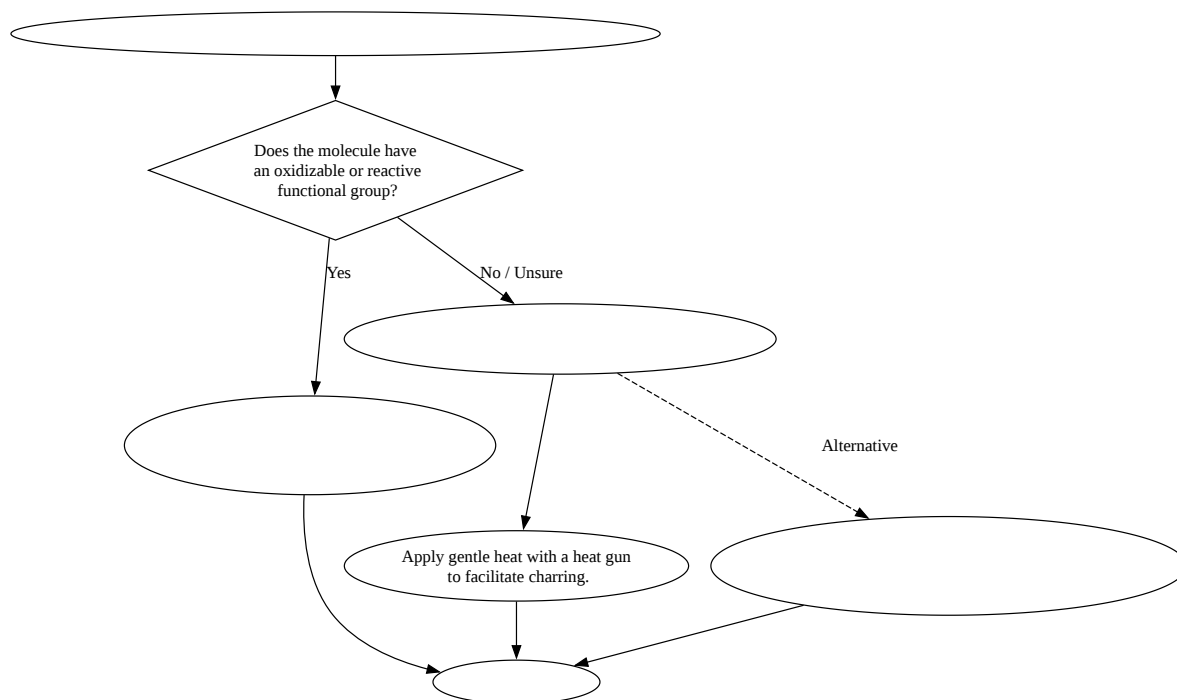 Does the molecule have
an oxidizable or reactive
functional group?
Yes
No / Unsure
Alternative
Apply gentle heat with a heat gun
to facilitate charring.